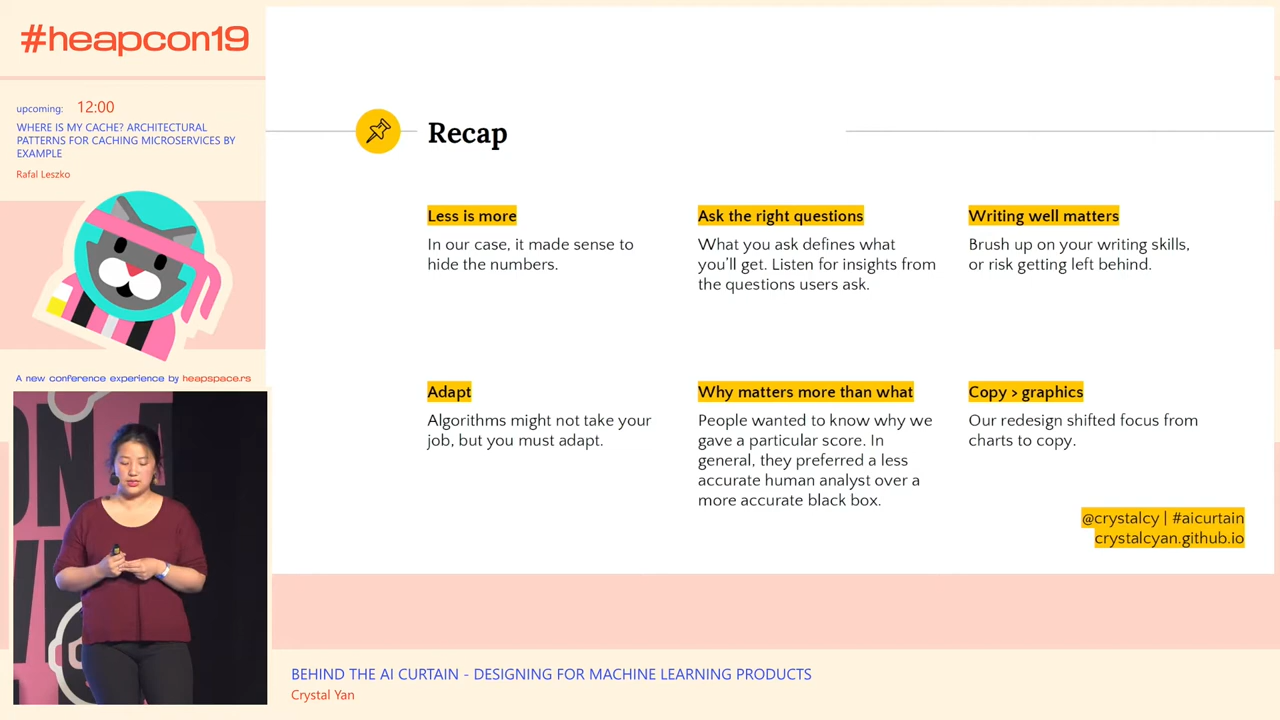 #heapcon19
upcoming: 12:00
WHERE IS MY CACHE? ARCHITECTURAL
PATTERNS FOR CACHING MICROSERVICES BY
EXAMPLE
Rafal Leszko
A new conference experience by heapspace.rs
Recap
Less is more
In our case, it made sense to
hide the numbers.
Ask the right questions
What you ask defines what
you'll get. Listen for insights from
the questions users ask.
Writing well matters
Brush up on your writing skills,
or risk getting left behind.
Adapt
Algorithms might not take your
job, but you must adapt.
Why matters more than what
People wanted to know why we
gave a particular score. In
general, they preferred a less
accurate human analyst over a
more accurate black box.
Copy > graphics
Our redesign shifted focus from
charts to copy.
@crystalcy | #aicurtain
crystalcyan.github.io
BEHIND THE AI CURTAIN - DESIGNING FOR MACHINE LEARNING PRODUCTS
Crystal Yan